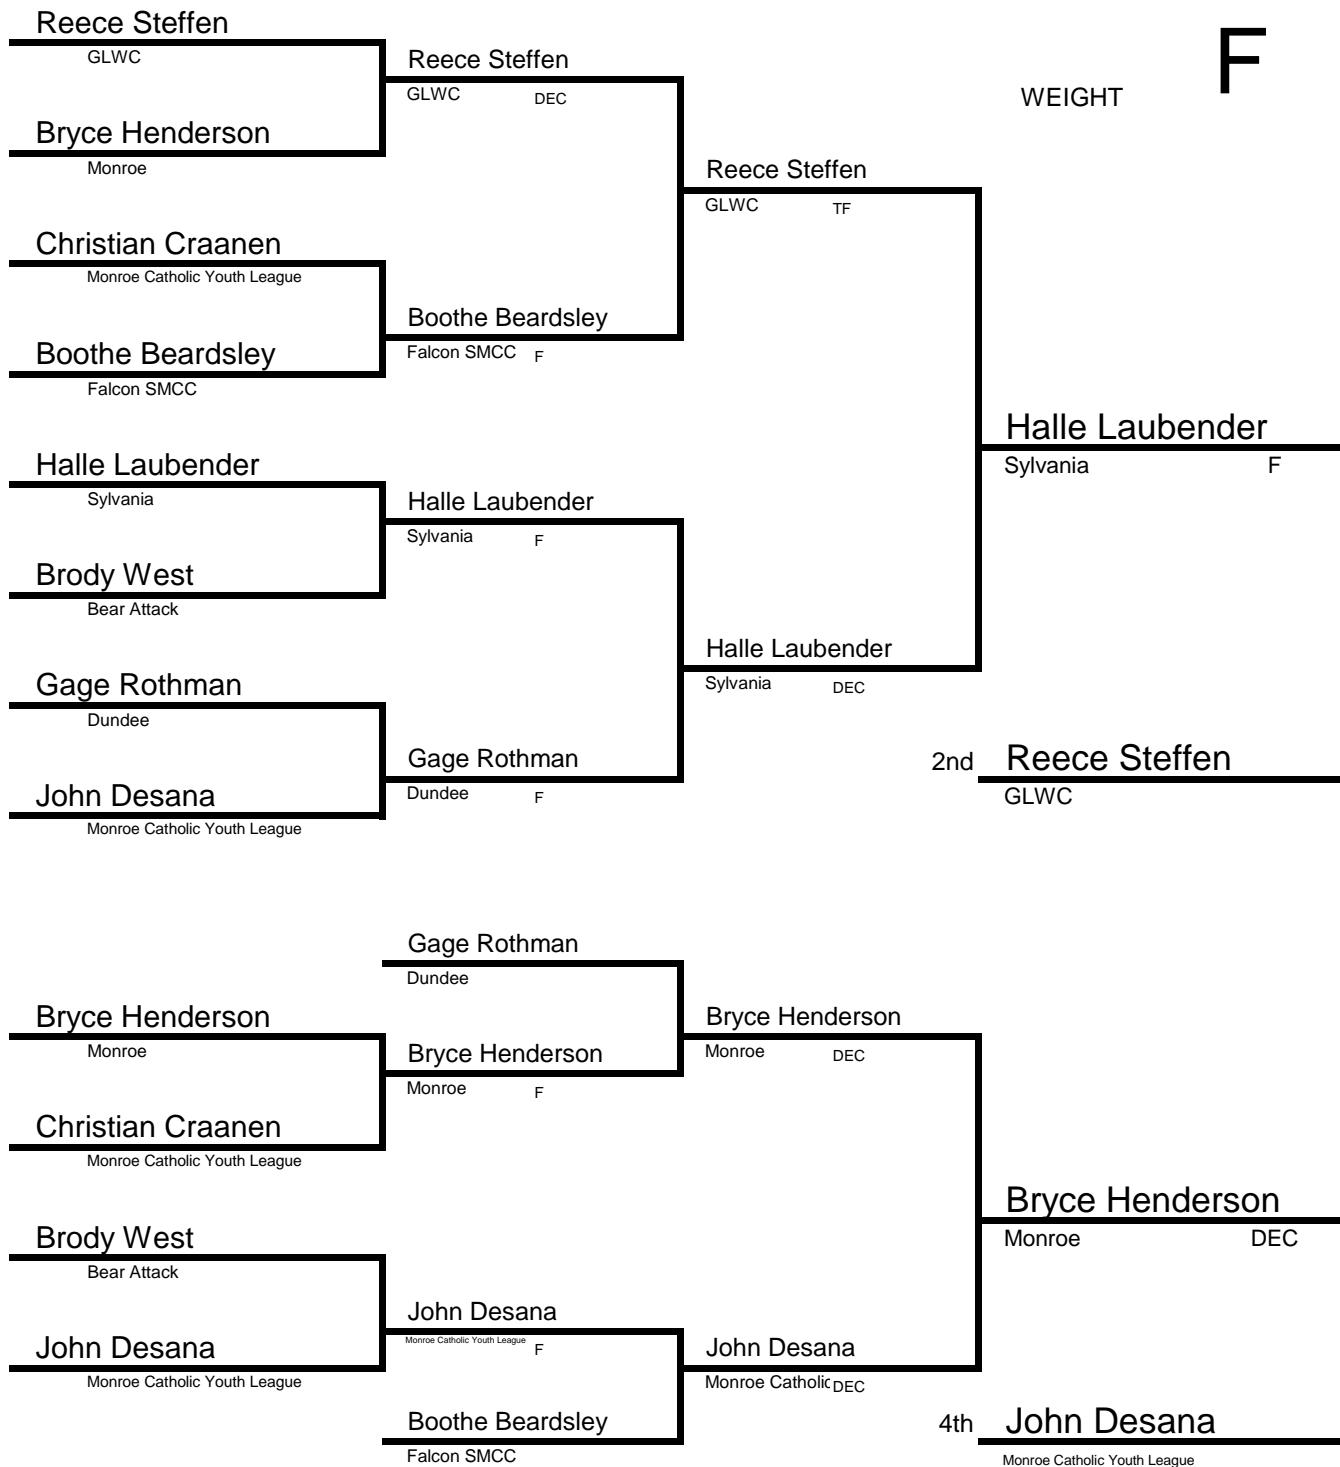 Reece Steffen
GLWC
Reece Steffen
GLWC DEC
F
WEIGHT
Bryce Henderson
Monroe
Reece Steffen
GLWC TF
Christian Craanen
Monroe Catholic Youth League
Boothe Beardsley
Falcon SMCC F
Boothe Beardsley
Falcon SMCC
Halle Laubender
Sylvania F
Halle Laubender
Sylvania
Halle Laubender
Sylvania F
Brody West
Bear Attack
Halle Laubender
Sylvania DEC
Gage Rothman
Dundee
Gage Rothman
Dundee F
2nd Reece Steffen
GLWC
John Desana
Monroe Catholic Youth League
Gage Rothman
Dundee
Bryce Henderson
Monroe
Bryce Henderson
Monroe F
Bryce Henderson
Monroe DEC
Christian Craanen
Monroe Catholic Youth League
Bryce Henderson
Monroe DEC
Brody West
Bear Attack
John Desana
Monroe Catholic Youth League F
John Desana
Monroe Catholic Youth League
John Desana
Monroe Catholic DEC
Boothe Beardsley
Falcon SMCC
4th John Desana
Monroe Catholic Youth League